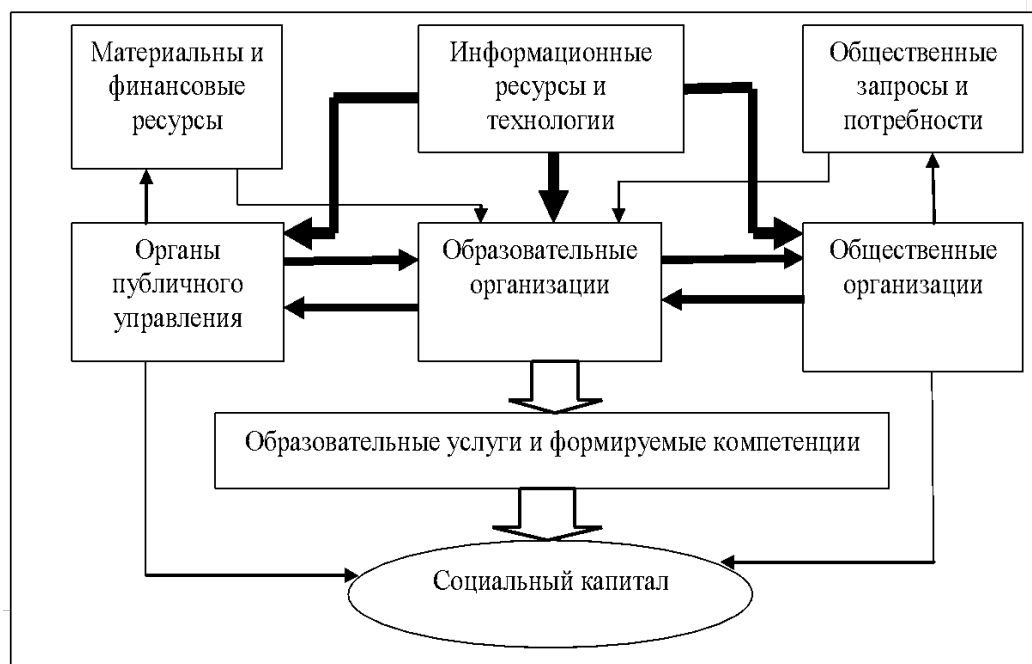 Материальны и
финансовые
ресурсы
Информационные
ресурсы и
технологии
Общественные
запросы и
потребности
Органы
публичного
управления
Образовательные
организации
Общественные
организации
Образовательные услуги и формируемые компетенции
Социальный капитал